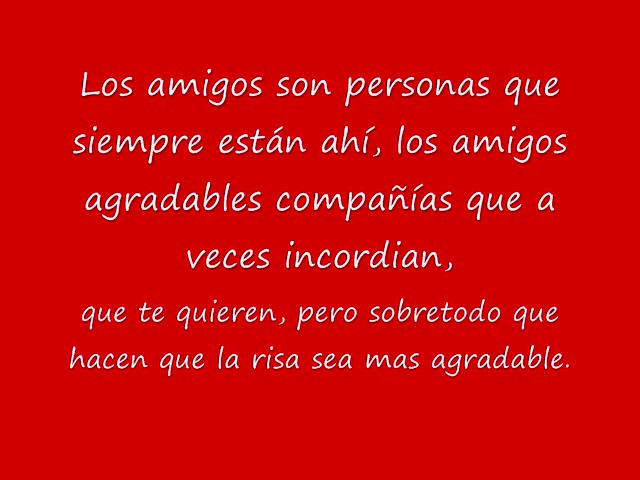 Los amigos son personas que
siempre están ahí, los amigos
agradables compañías que a
veces incordian,
que te quieren, pero sobretodo que
hacen que la risa sea mas agradable.